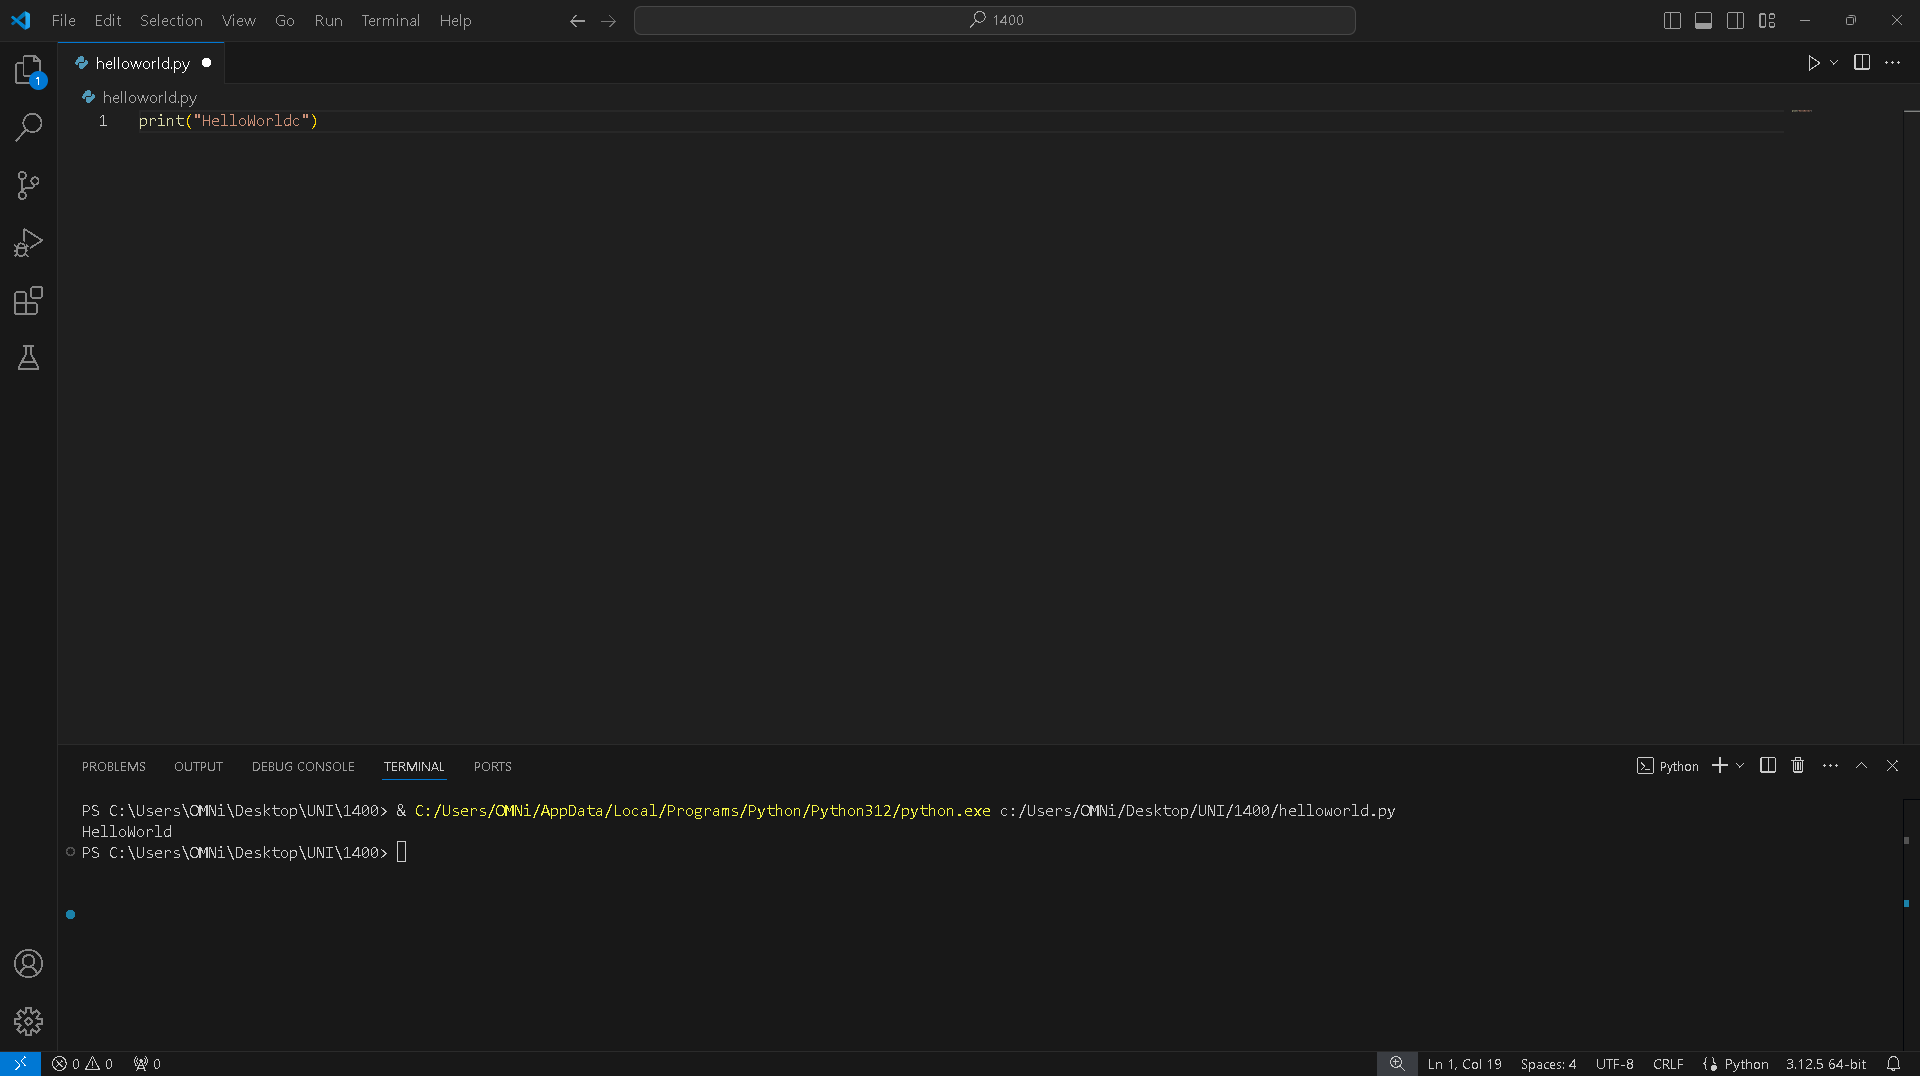 File Edit Selection View Go Run Terminal Help 1400
1
helloworld.py
helloworld.py
1 print("HelloWorldc")
PROBLEMS OUTPUT DEBUG CONSOLE TERMINAL PORTS Python
PS C:\Users\OMNi\Desktop\UNI\1400> & C:/Users/OMNi/AppData/Local/Programs/Python/Python312/python.exe c:/Users/OMNi/Desktop/UNI/1400/helloworld.py
HelloWorld
PS C:\Users\OMNi\Desktop\UNI\1400>
0 0 0 Ln 1, Col 19 Spaces: 4 UTF-8 CRLF Python 3.12.5 64-bit